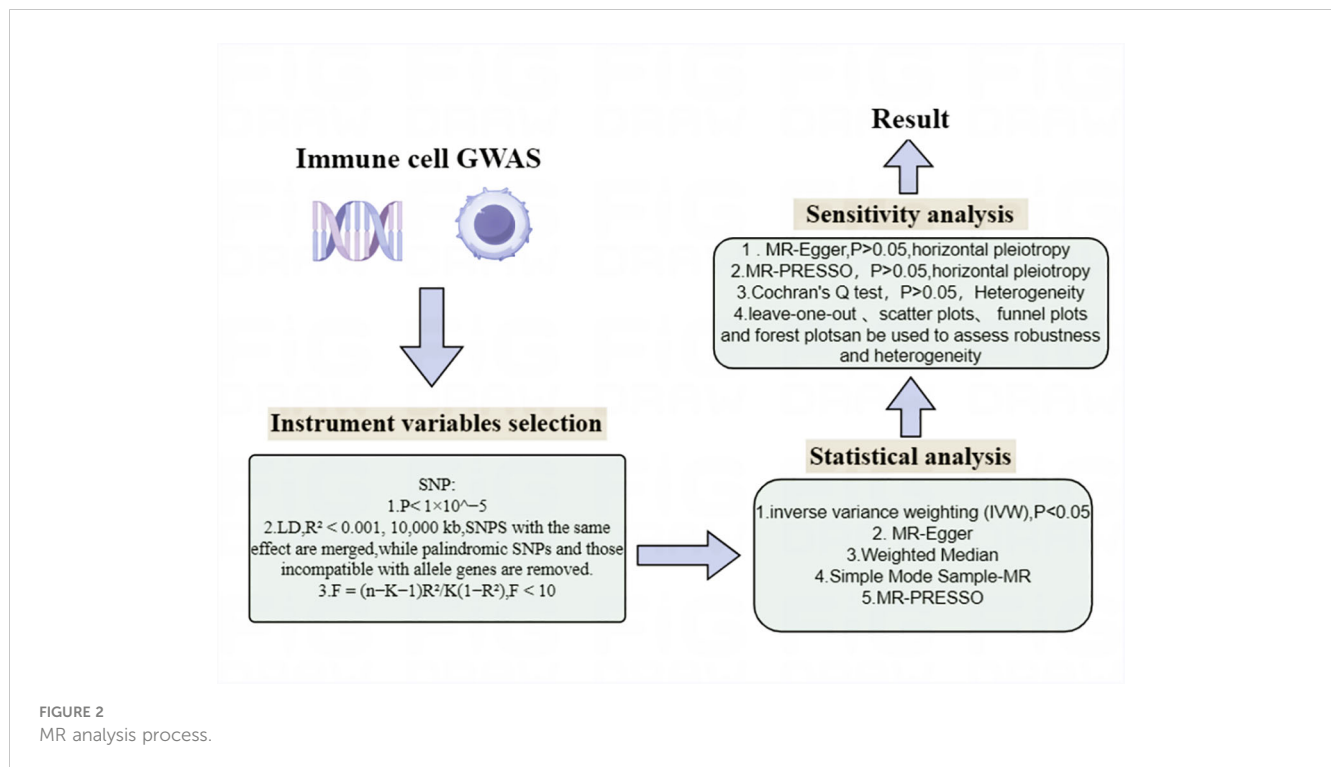 Immune cell GWAS
Instrument variables selection
SNP:
1.P< 1×10^−5
2.LD,R² < 0.001, 10,000 kb,SNPS with the same
effect are merged,while palindromic SNPs and those
incompatible with allele genes are removed.
3.F = (n−K−1)R²/K(1−R²),F < 10
Statistical analysis
1.inverse variance weighting (IVW),P<0.05
2. MR-Egger
3.Weighted Median
4.Simple Mode Sample-MR
5.MR-PRESSO
Sensitivity analysis
1 . MR-Egger,P>0.05,horizontal pleiotropy
2.MR-PRESSO，P>0.05,horizontal pleiotropy
3.Cochran's Q test，P>0.05，Heterogeneity
4.leave-one-out 、scatter plots、 funnel plots
and forest plotsan be used to assess robustness
and heterogeneity
Result
FIGURE 2
MR analysis process.